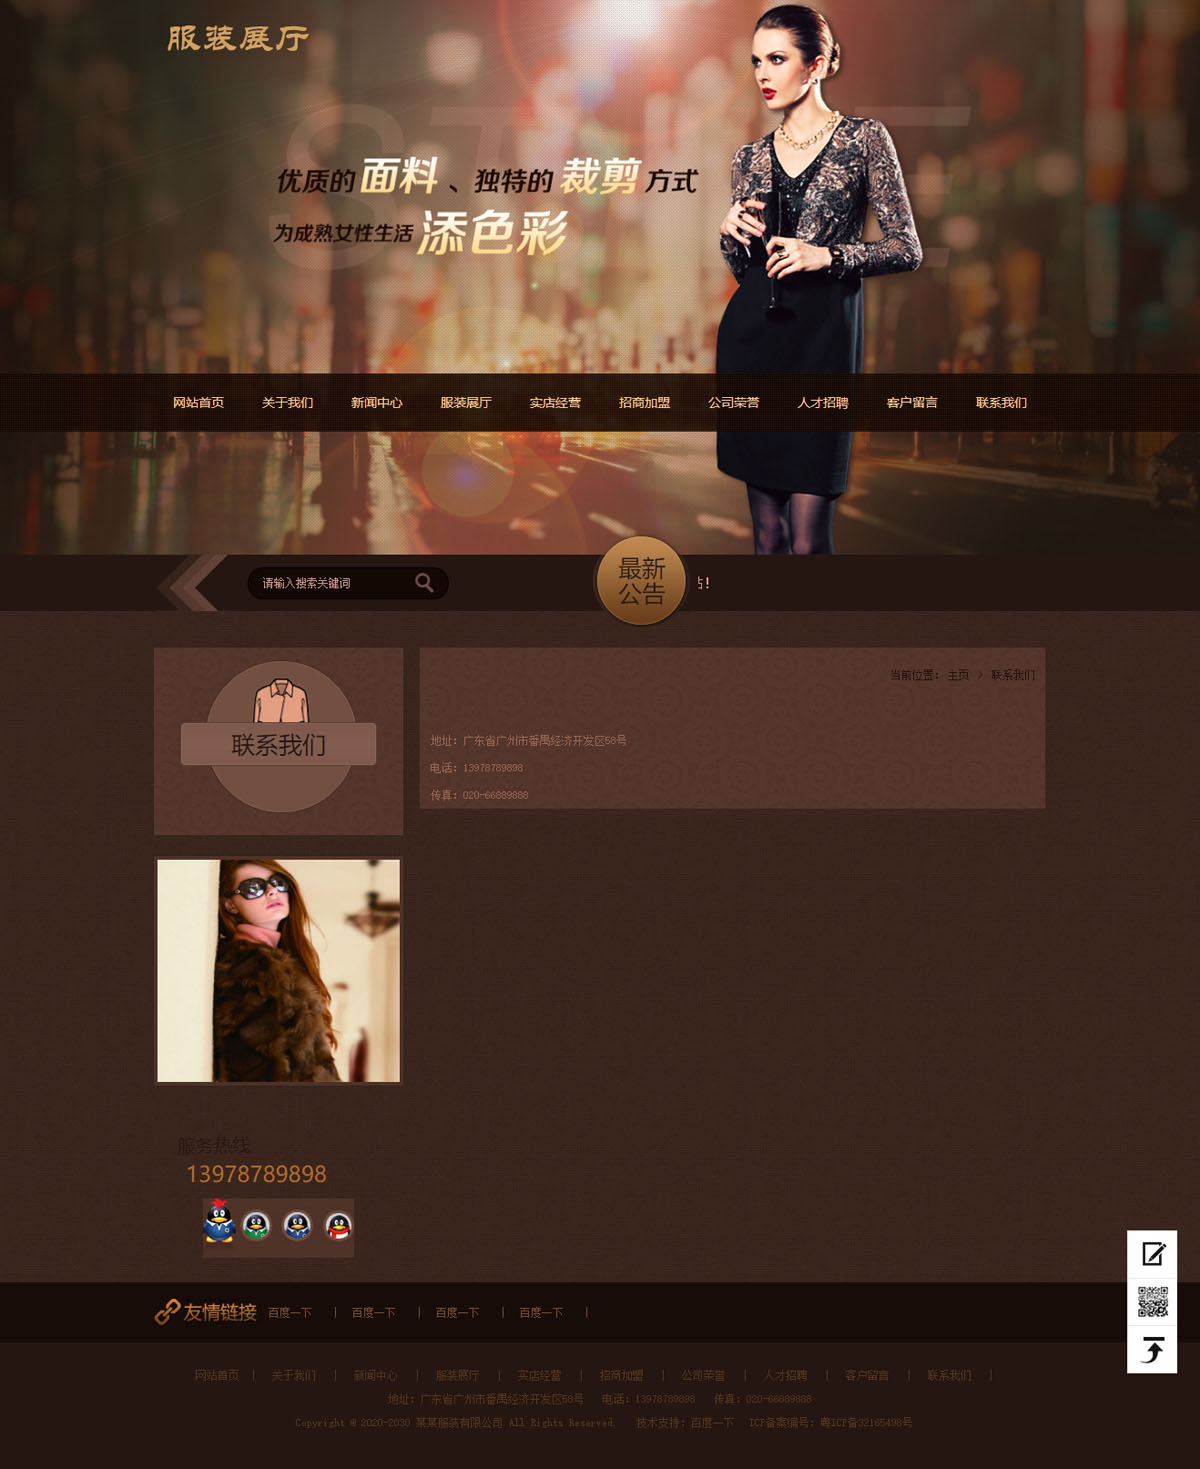 服装展厅
优质的面料、独特的裁剪方式
为成熟女性生活添色彩
网站首页 关于我们 新闻中心 服装展厅 实店经营 招商加盟 公司荣誉 人才招聘 客户留言 联系我们
请输入搜索关键词
最新
公告
!
当前位置: 主页 > 联系我们
联系我们
地址: 广东省广州市番禺经济开发区58号
电话: 13978789898
传真: 020-66889888
服务热线
13978789898
友情链接 百度一下 | 百度一下 | 百度一下 | 百度一下 |
网站首页 | 关于我们 | 新闻中心 | 服装展厅 | 实店经营 | 招商加盟 | 公司荣誉 | 人才招聘 | 客户留言 | 联系我们 |
地址: 广东省广州市番禺经济开发区58号 电话: 13978789898 传真: 020-66889888
Copyright @ 2020-2030 某某服装有限公司 All Rights Reserved. 技术支持: 百度一下 ICP备案编号: 粤ICP备32165498号